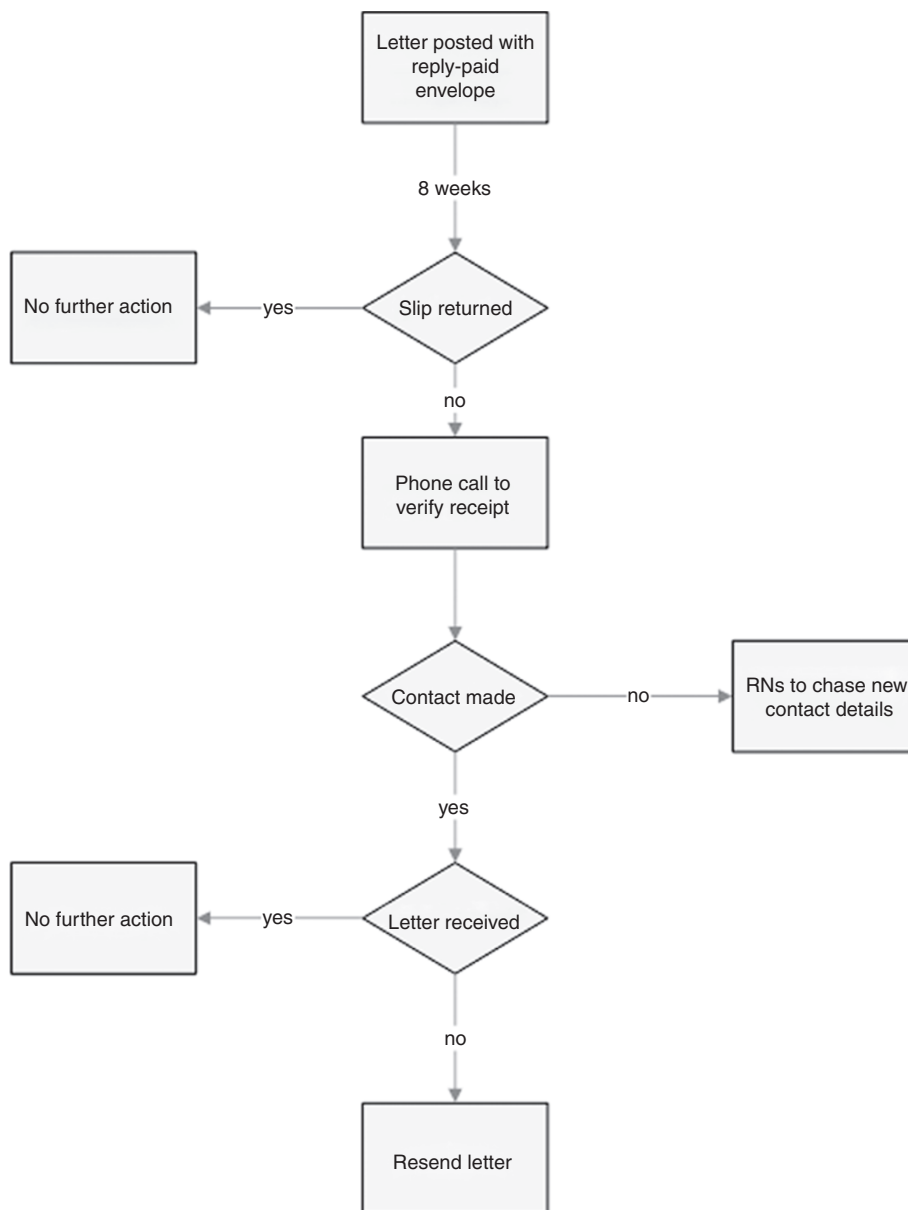 Letter posted with
reply-paid
envelope
8 weeks
No further action
yes
Slip returned
no
Phone call to
verify receipt
Contact made
no
RNs to chase new
contact details
yes
No further action
yes
Letter received
no
Resend letter